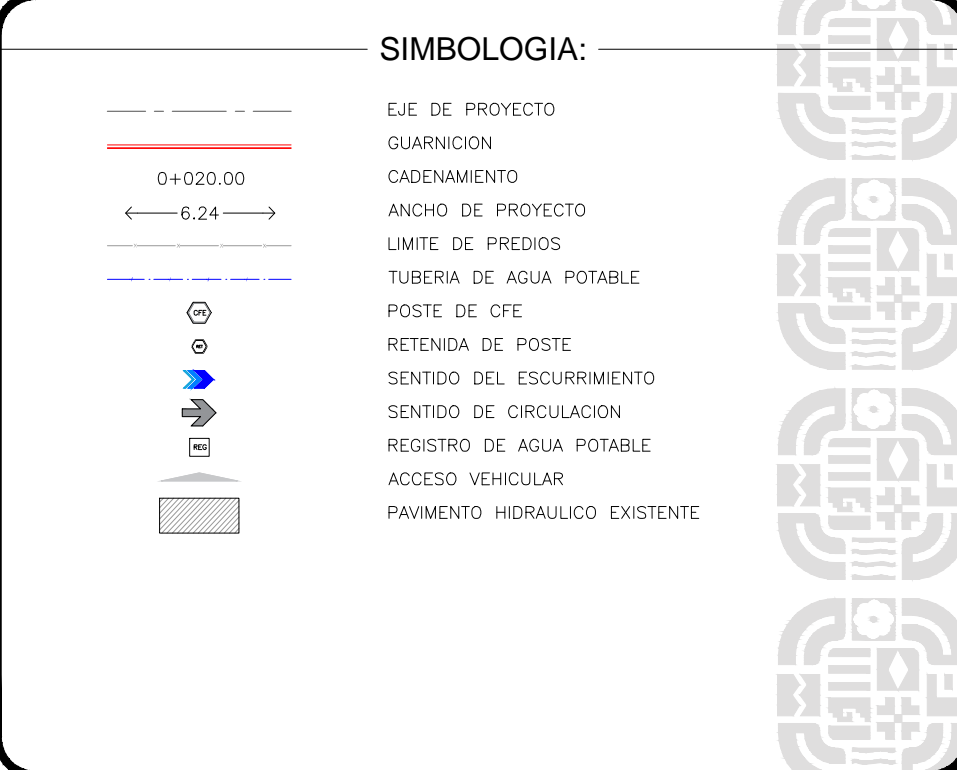 SIMBOLOGIA:
EJE DE PROYECTO
GUARNICION
0+020.00 CADENAMIENTO
6.24 ANCHO DE PROYECTO
LIMITE DE PREDIOS
TUBERIA DE AGUA POTABLE
CFE POSTE DE CFE
RETENIDA DE POSTE
SENTIDO DEL ESCURRIMIENTO
SENTIDO DE CIRCULACION
REG REGISTRO DE AGUA POTABLE
ACCESO VEHICULAR
PAVIMENTO HIDRAULICO EXISTENTE